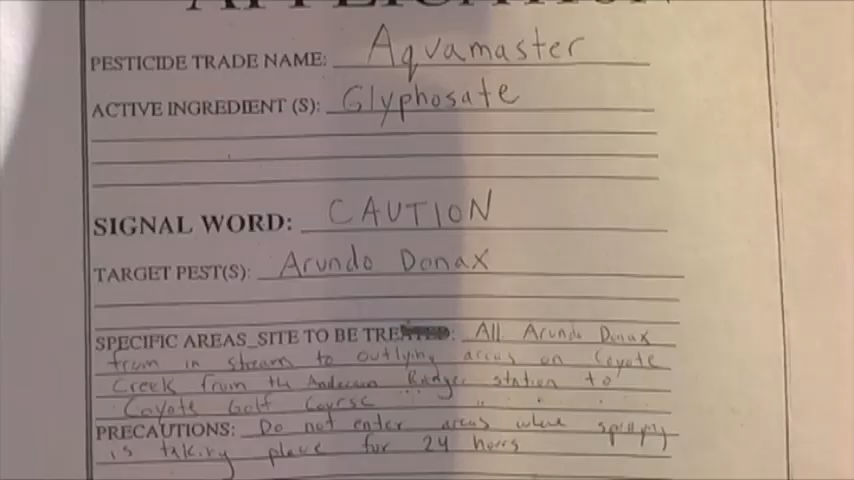 APPLICATION
PESTICIDE TRADE NAME: Aquamaster
ACTIVE INGREDIENT (S): Glyphosate
SIGNAL WORD: CAUTION
TARGET PEST(S): Arundo Donax
SPECIFIC AREAS SITE TO BE TREATED: All Arundo Donax
from in stream to outlying areas on Coyote
Creek from the Anderson Ranger station to
Coyote Golf Course
PRECAUTIONS: Do not enter areas where spraying
is taking place for 24 hours